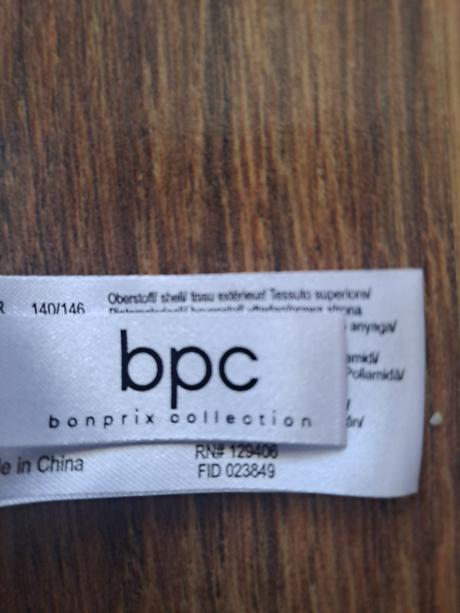 R 140/146 Oberstoff/ shell/ tissu extérieur/ Tessuto superiore/
anyaga/
amid/
Poliamidă/
bpc
bonprix collection
RN# 129406
e in China
FID 023849